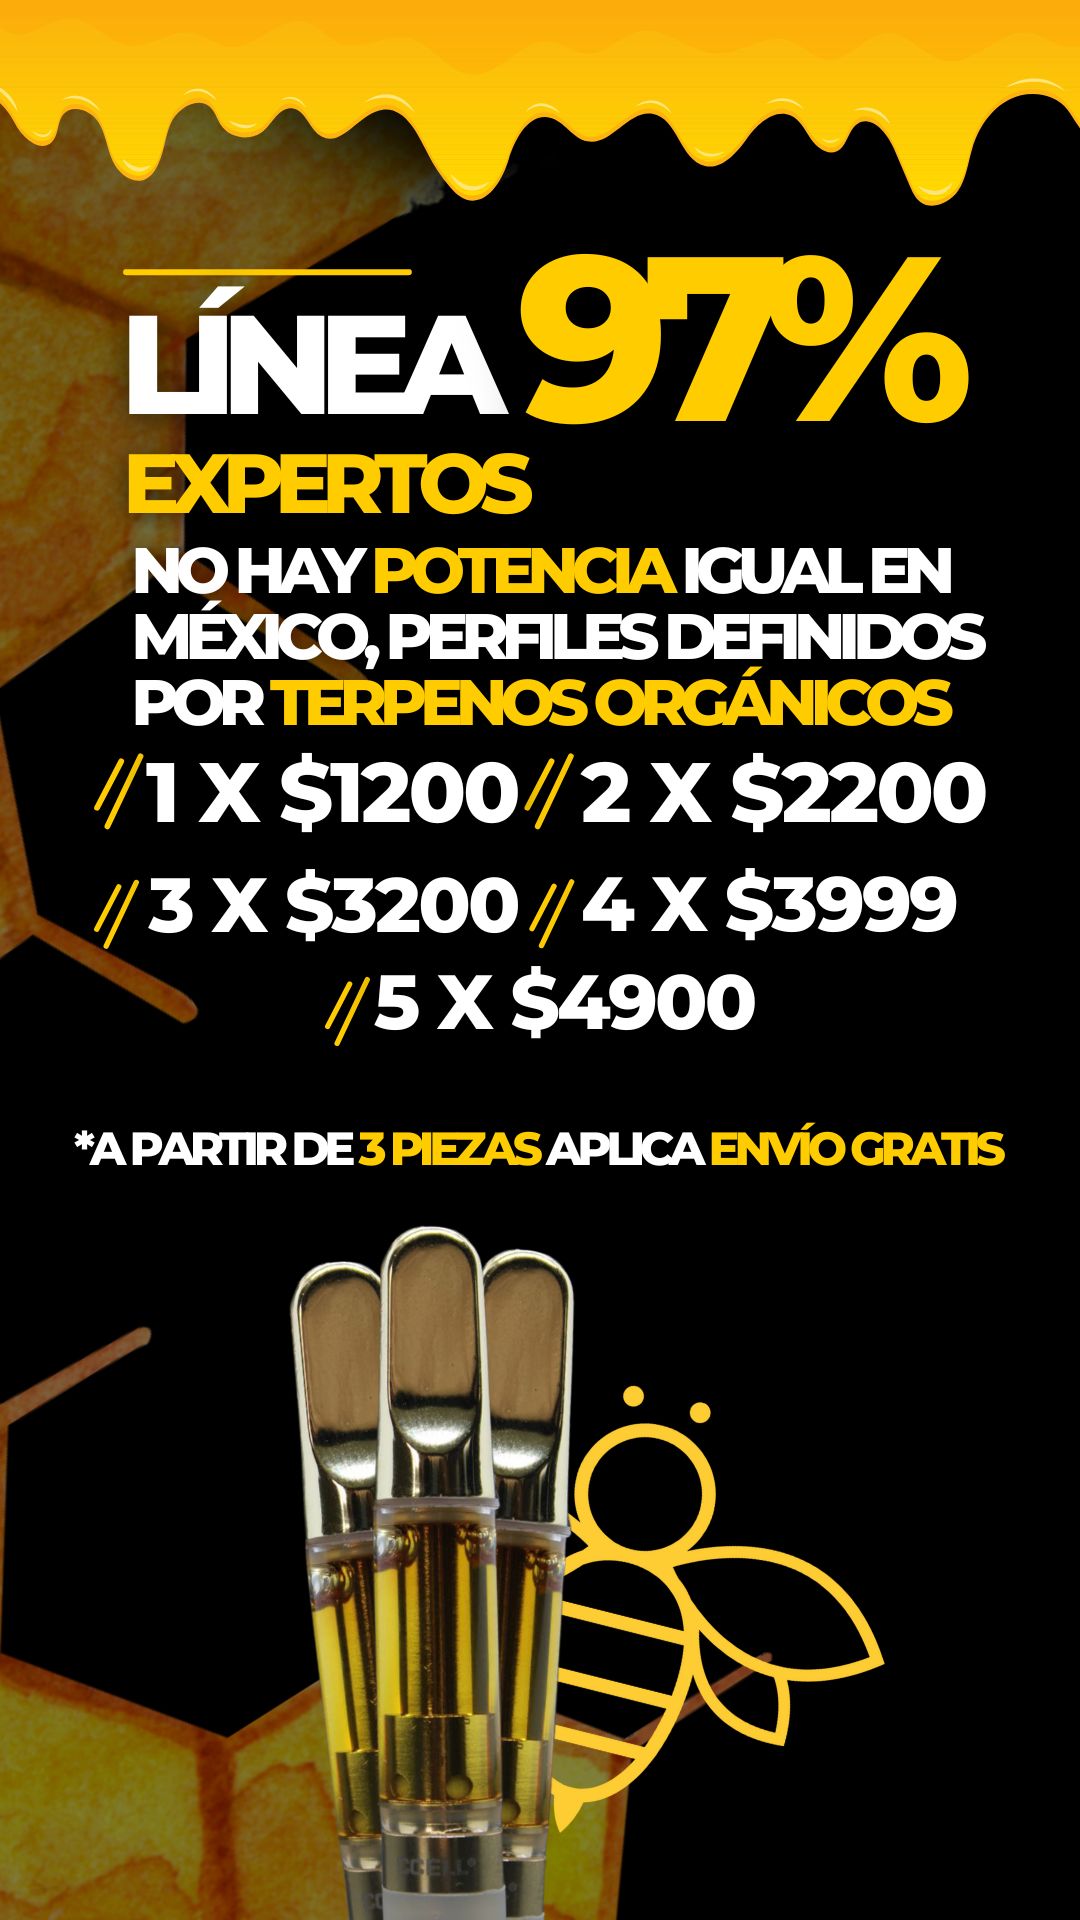 LÍNEA 97%
EXPERTOS
NO HAY POTENCIA IGUAL EN
MÉXICO, PERFILES DEFINIDOS
POR TERPENOS ORGÁNICOS
// 1 X $1200 // 2 X $2200
// 3 X $3200 // 4 X $3999
// 5 X $4900
*A PARTIR DE 3 PIEZAS APLICA ENVÍO GRATIS
CCELL®